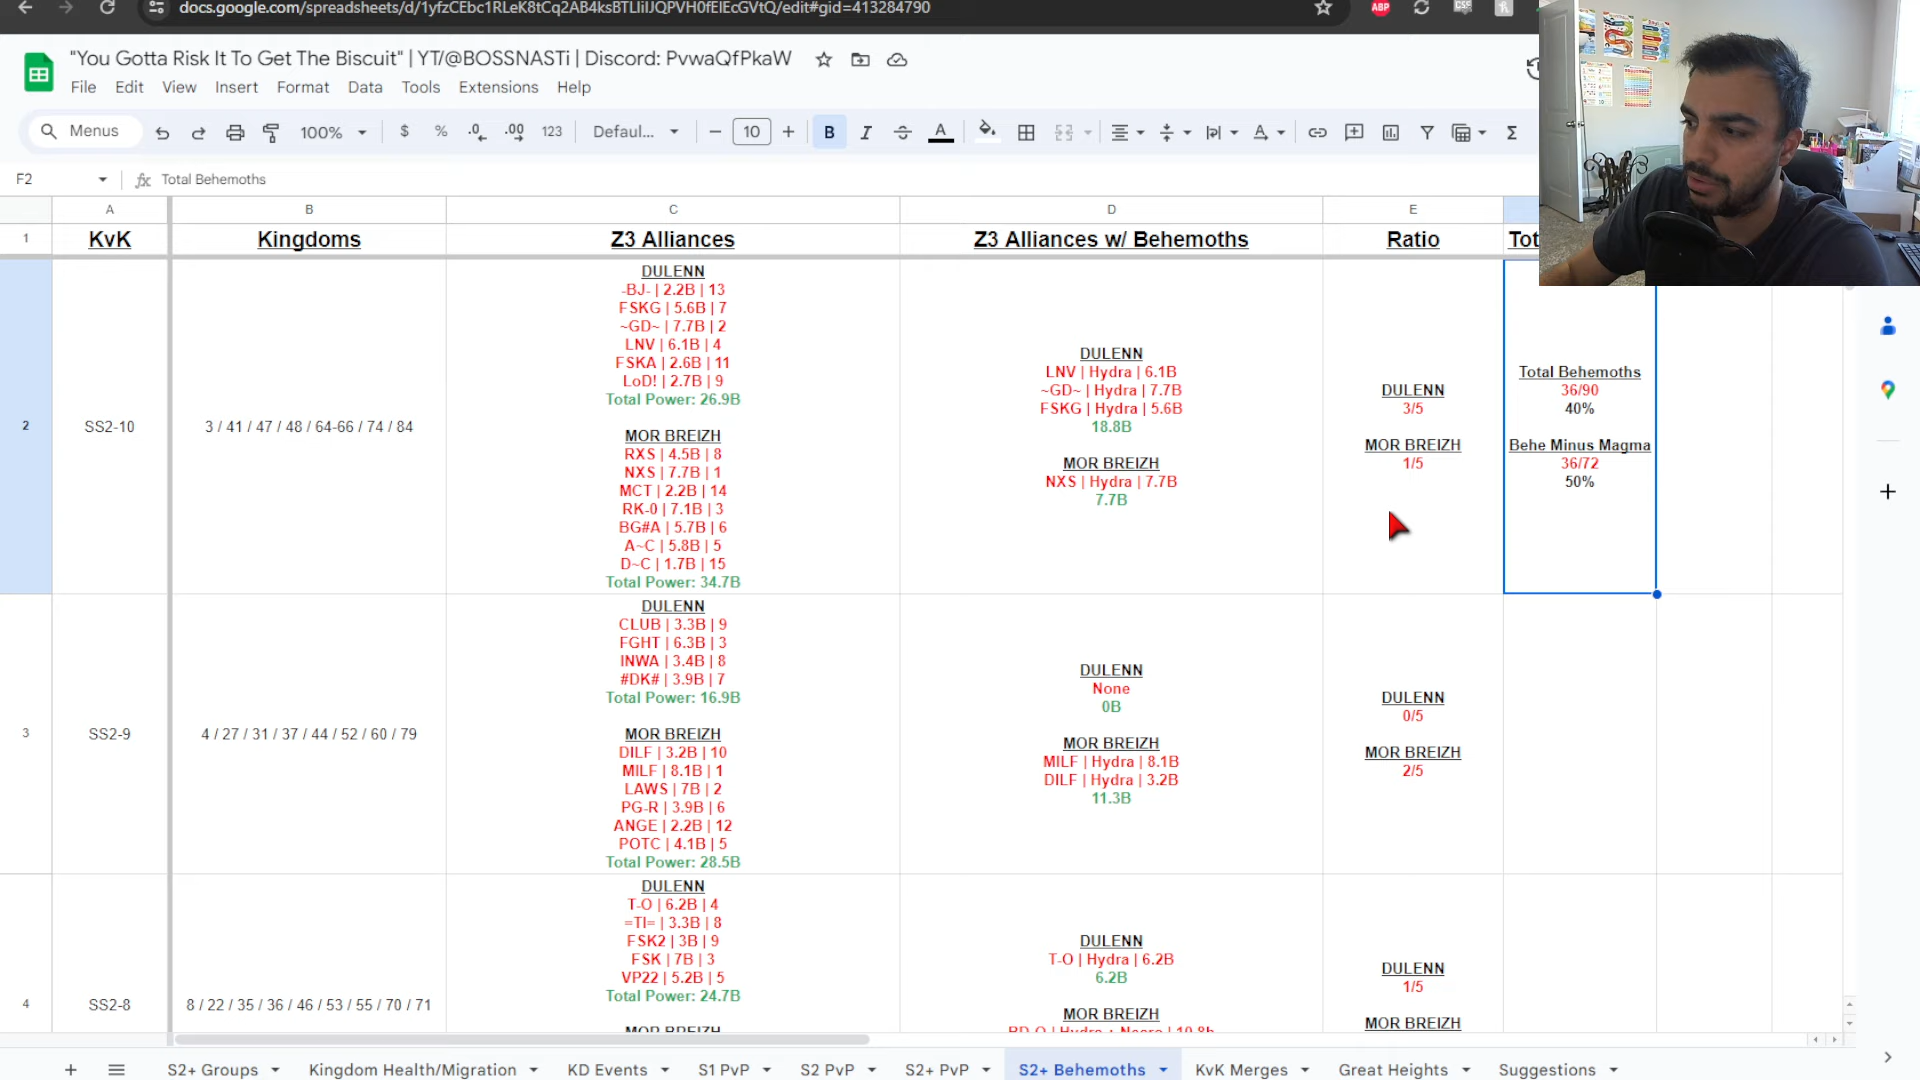 docs.google.com/spreadsheets/d/1yfzCEbc1RLeK8tCq2AB4ksBTLliIJQPVH0fEIEcGVtQ/edit#gid=413284790
ABP
"You Gotta Risk It To Get The Biscuit" | YT/@BOSSNASTi | Discord: PvwaQfPkaW
File Edit View Insert Format Data Tools Extensions Help
Menus 100% $ % .0 .00 123 Defaul... 10 B I A Σ
F2 fx Total Behemoths
A B C D E
1 KvK Kingdoms Z3 Alliances Z3 Alliances w/ Behemoths Ratio Tot
2
SS2-10
3 / 41 / 47 / 48 / 64-66 / 74 / 84
DULENN
-BJ- | 2.2B | 13
FSKG | 5.6B | 7
~GD~ | 7.7B | 2
LNV | 6.1B | 4
FSKA | 2.6B | 11
LoD! | 2.7B | 9
Total Power: 26.9B
MOR BREIZH
RXS | 4.5B | 8
NXS | 7.7B | 1
MCT | 2.2B | 14
RK-0 | 7.1B | 3
BG#A | 5.7B | 6
A~C | 5.8B | 5
D~C | 1.7B | 15
Total Power: 34.7B
DULENN
LNV | Hydra | 6.1B
~GD~ | Hydra | 7.7B
FSKG | Hydra | 5.6B
18.8B
MOR BREIZH
NXS | Hydra | 7.7B
7.7B
DULENN
3/5
MOR BREIZH
1/5
Total Behemoths
36/90
40%
Behe Minus Magma
36/72
50%
3
SS2-9
4 / 27 / 31 / 37 / 44 / 52 / 60 / 79
DULENN
CLUB | 3.3B | 9
FGHT | 6.3B | 3
INWA | 3.4B | 8
#DK# | 3.9B | 7
Total Power: 16.9B
MOR BREIZH
DILF | 3.2B | 10
MILF | 8.1B | 1
LAWS | 7B | 2
PG-R | 3.9B | 6
ANGE | 2.2B | 12
POTC | 4.1B | 5
Total Power: 28.5B
DULENN
None
0B
MOR BREIZH
MILF | Hydra | 8.1B
DILF | Hydra | 3.2B
11.3B
DULENN
0/5
MOR BREIZH
2/5
4
SS2-8
8 / 22 / 35 / 36 / 46 / 53 / 55 / 70 / 71
DULENN
T-O | 6.2B | 4
=TI= | 3.3B | 8
FSK2 | 3B | 9
FSK | 7B | 3
VP22 | 5.2B | 5
Total Power: 24.7B
MOR BREIZH
DULENN
T-O | Hydra | 6.2B
6.2B
MOR BREIZH
DULENN
1/5
MOR BREIZH
S2+ Groups Kingdom Health/Migration KD Events S1 PvP S2 PvP S2+ PvP S2+ Behemoths KvK Merges Great Heights Suggestions